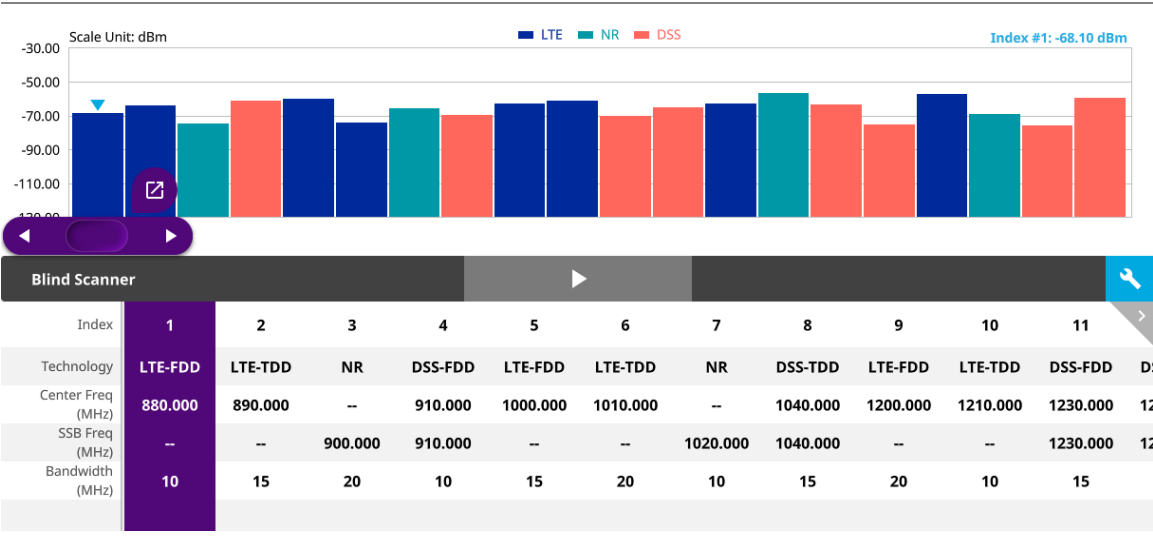 Scale Unit: dBm
LTE NR DSS
Index #1: -68.10 dBm
-30.00
-50.00
-70.00
-90.00
-110.00
Blind Scanner
Index 1 2 3 4 5 6 7 8 9 10 11
Technology LTE-FDD LTE-TDD NR DSS-FDD LTE-FDD LTE-TDD NR DSS-TDD LTE-FDD LTE-TDD DSS-FDD
Center Freq
(MHz) 880.000 890.000 -- 910.000 1000.000 1010.000 -- 1040.000 1200.000 1210.000 1230.000
SSB Freq
(MHz) -- -- 900.000 910.000 -- -- 1020.000 1040.000 -- -- 1230.000
Bandwidth
(MHz) 10 15 20 10 15 20 10 15 20 10 15